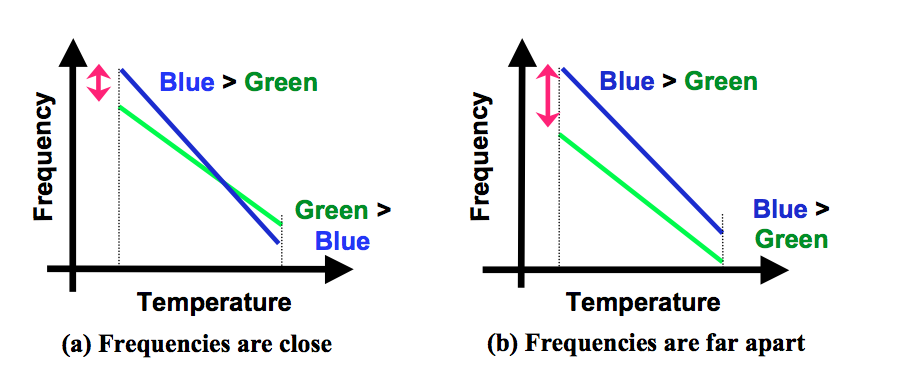 Frequency
Blue > Green
Green >
Blue
Temperature
(a) Frequencies are close
Frequency
Blue > Green
Blue >
Green
Temperature
(b) Frequencies are far apart